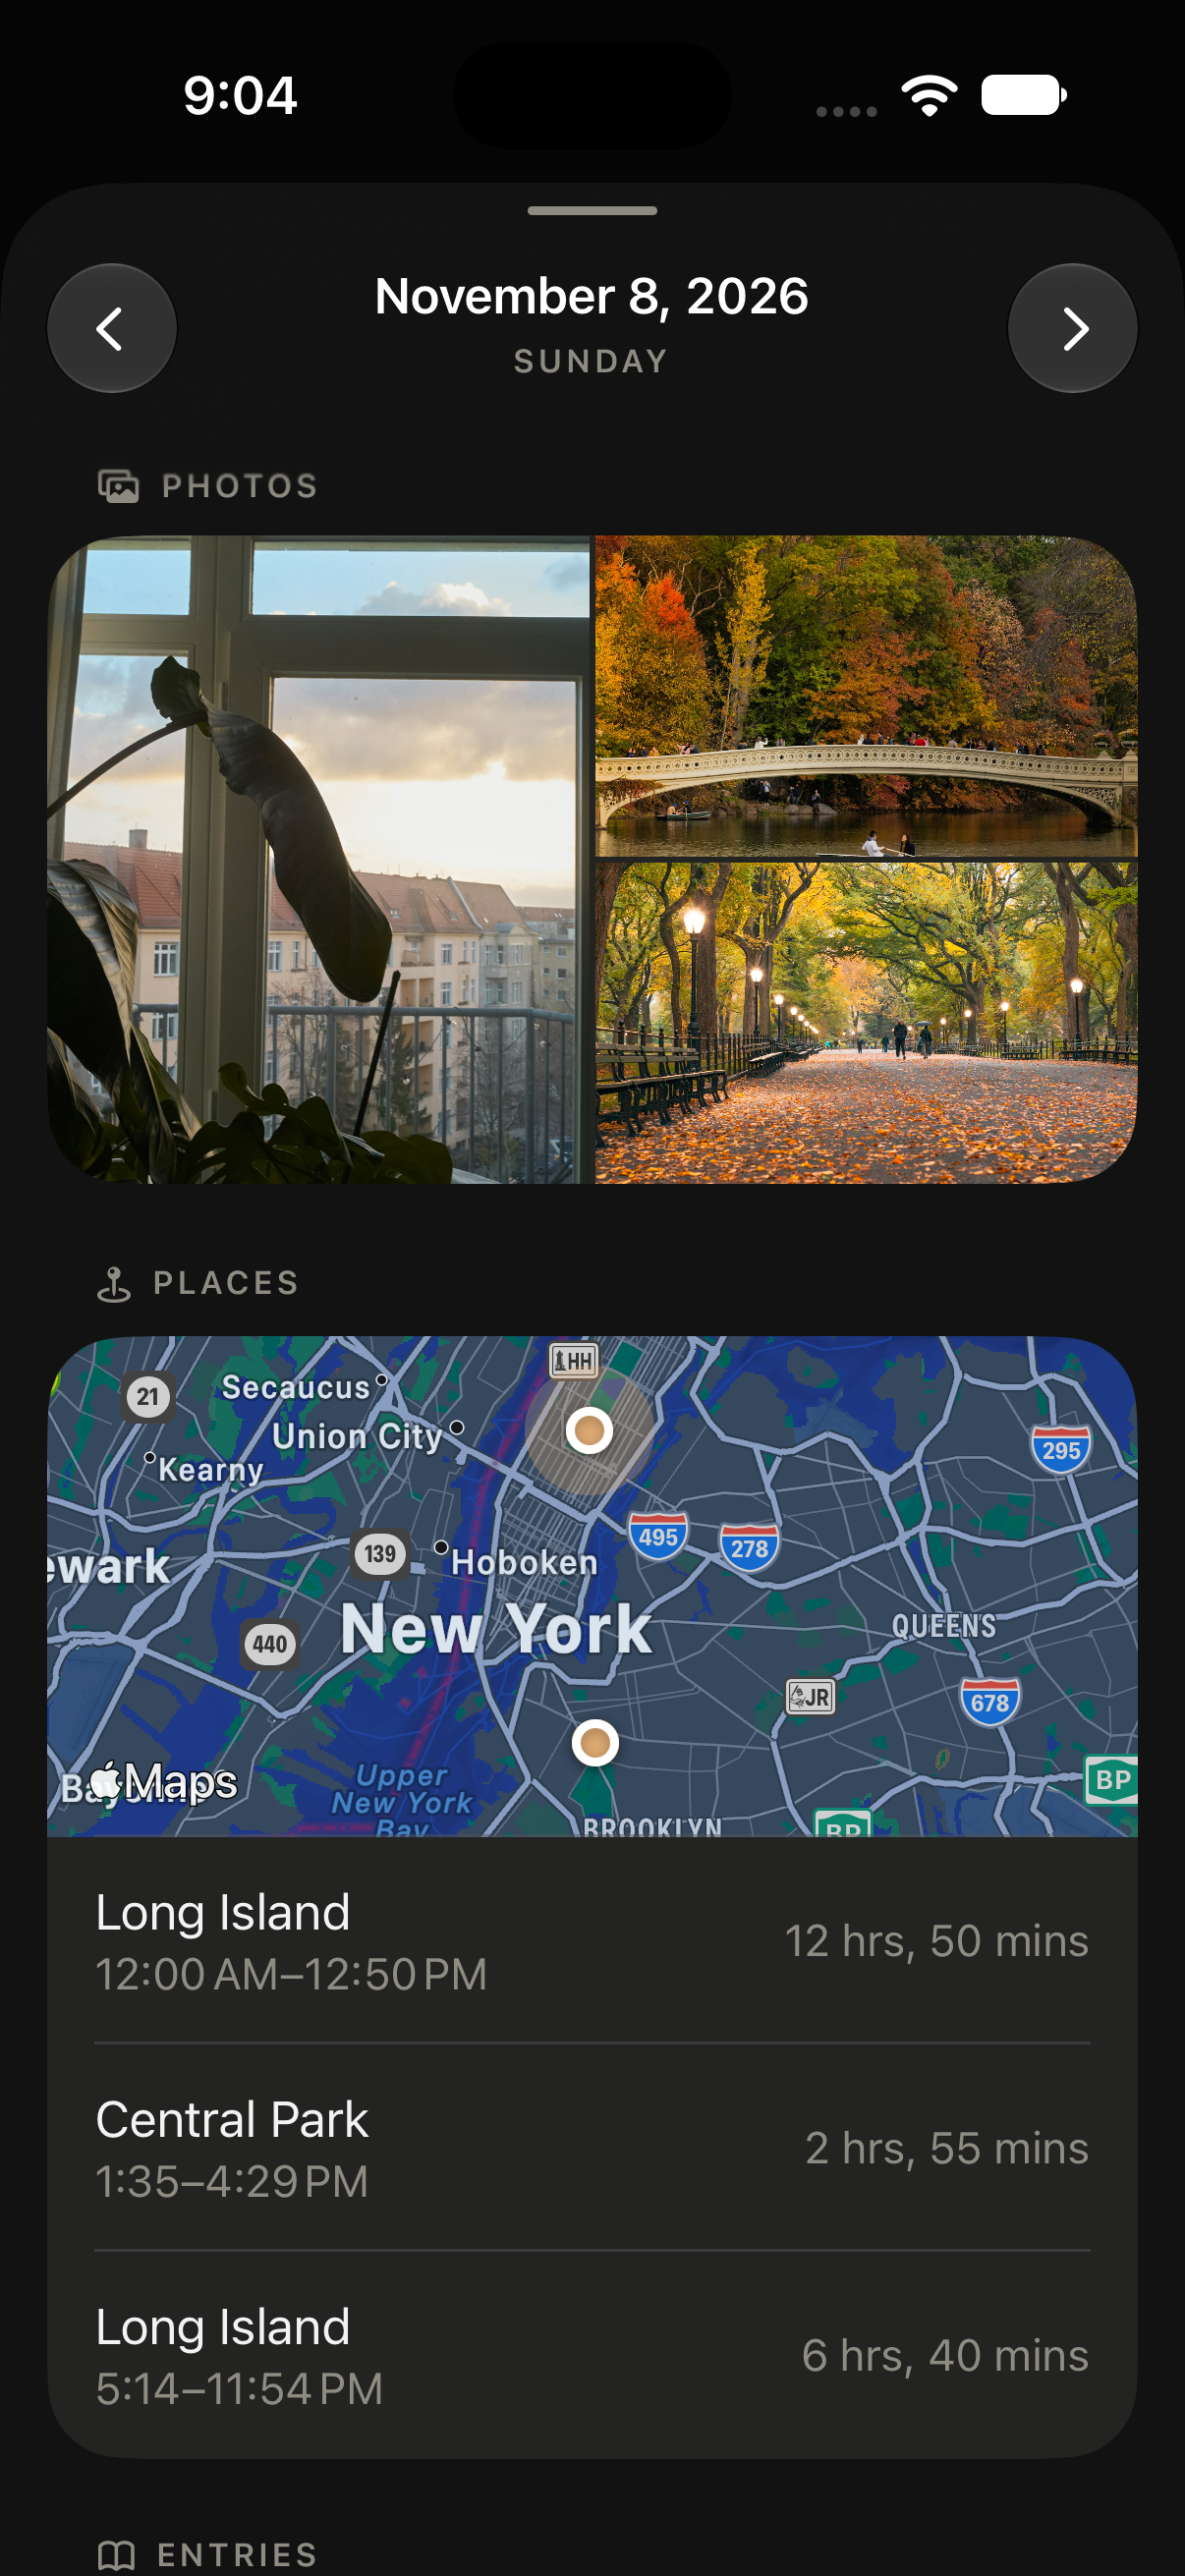 9:04
November 8, 2026
SUNDAY
PHOTOS
PLACES
HH
21
Secaucus
Union City
Kearny
295
495
278
139
Hoboken
ewark
New York
440
QUEENS
JR
678
Maps
Upper
New York
Bay
BP
BROOKLYN
BP
Long Island
12:00 AM–12:50 PM
12 hrs, 50 mins
Central Park
1:35–4:29 PM
2 hrs, 55 mins
Long Island
5:14–11:54 PM
6 hrs, 40 mins
ENTRIES